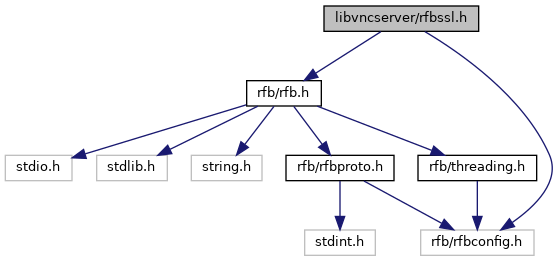 libvncserver/rfbssl.h
rfb/rfb.h
stdio.h
stdlib.h
string.h
rfb/rfbproto.h
rfb/threading.h
stdint.h
rfb/rfbconfig.h